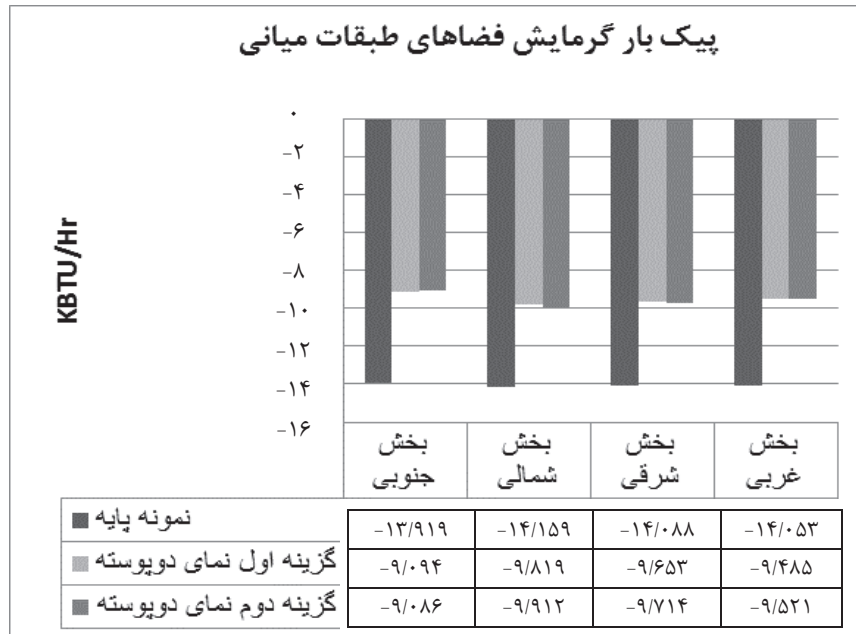 پیک بار گرمایش فضاهای طبقات میانی
KBTU/Hr
۰
-۲
-۴
-۶
-۸
-۱۰
-۱۲
-۱۴
-۱۶
بخش جنوبی
بخش شمالی
بخش شرقی
بخش غربی
نمونه پایه -۱۳/۹۱۹ -۱۴/۱۵۹ -۱۴/۰۸۸ -۱۴/۰۵۳
گزینه اول نمای دوپوسته -۹/۰۹۴ -۹/۸۱۹ -۹/۶۵۳ -۹/۴۸۵
گزینه دوم نمای دوپوسته -۹/۰۸۶ -۹/۹۱۲ -۹/۷۱۴ -۹/۵۲۱